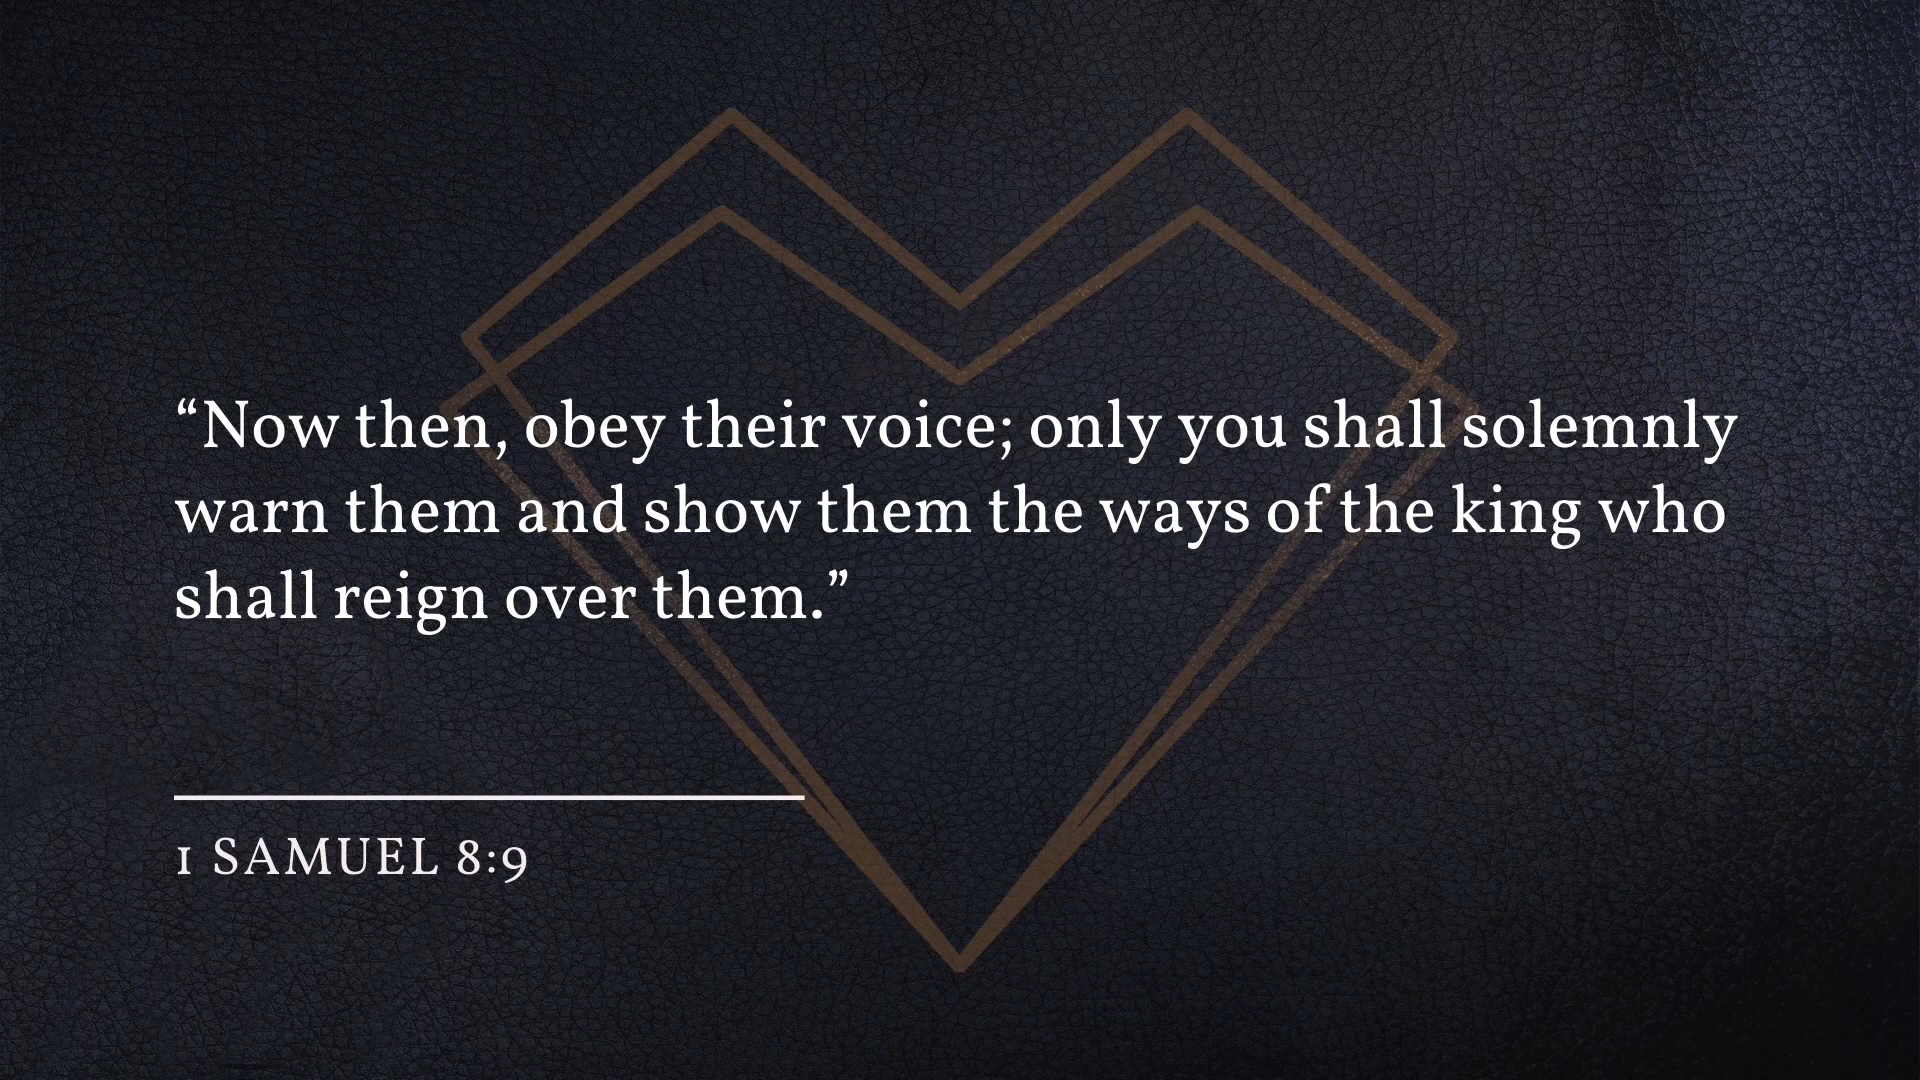 “Now then, obey their voice; only you shall solemnly
warn them and show them the ways of the king who
shall reign over them.”
1 SAMUEL 8:9